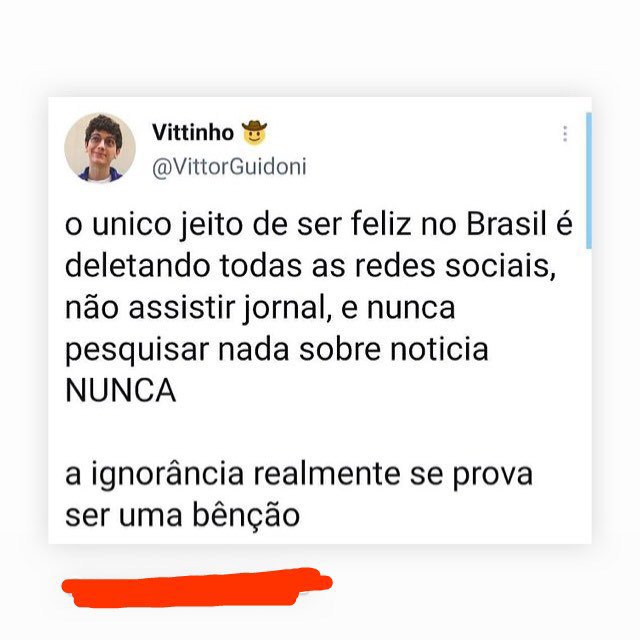 Vittinho 🤠
@VittorGuidoni
o unico jeito de ser feliz no Brasil é
deletando todas as redes sociais,
não assistir jornal, e nunca
pesquisar nada sobre noticia
NUNCA
a ignorância realmente se prova
ser uma bênção